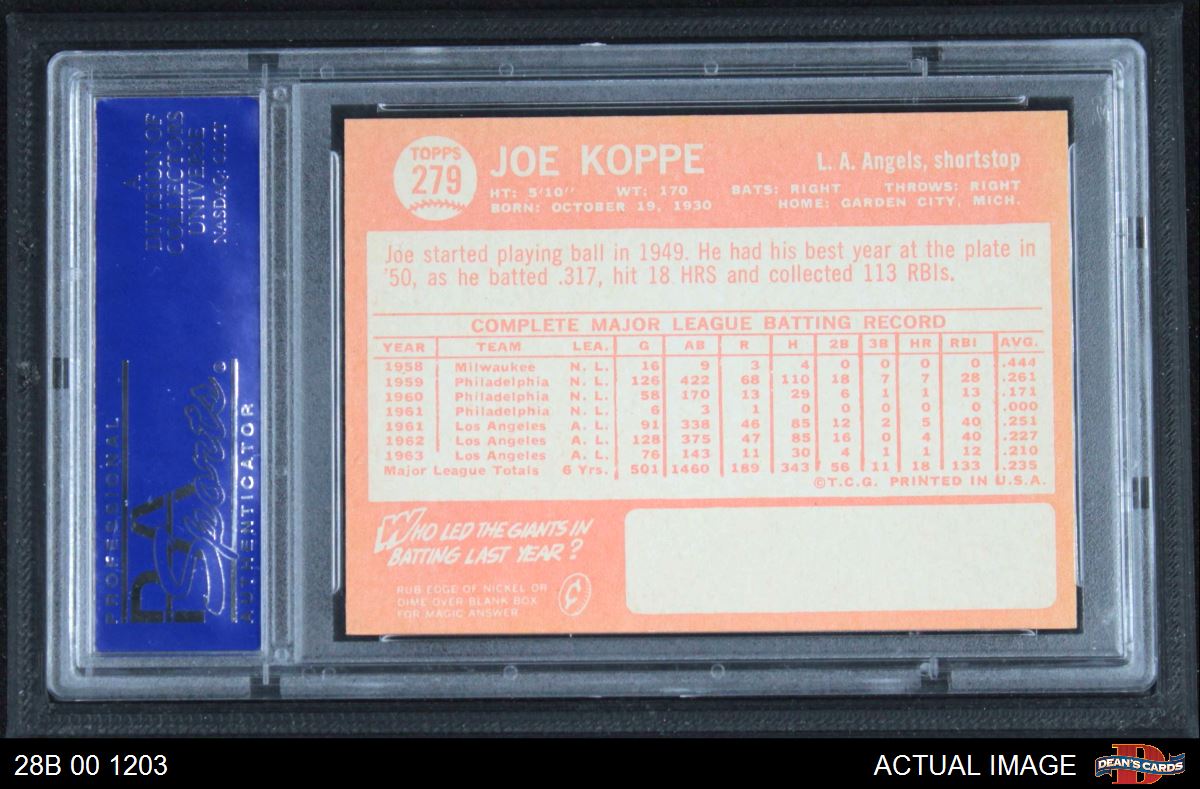 A
DIVISION OF
COLLECTORS
UNIVERSE
NASDAQ: CLCT
PROFESSIONAL
PSA
Sports
AUTHENTICATOR
TOPPS
279
JOE KOPPE
L. A. Angels, shortstop
HT: 5'10" WT: 170 BATS: RIGHT THROWS: RIGHT
BORN: OCTOBER 19, 1930 HOME: GARDEN CITY, MICH.
Joe started playing ball in 1949. He had his best year at the plate in
'50, as he batted .317, hit 18 HRS and collected 113 RBIs.
COMPLETE MAJOR LEAGUE BATTING RECORD
YEAR TEAM LEA. G AB R H 2B 3B HR RBI AVG.
1958 Milwaukee N. L. 16 9 3 4 0 0 0 0 .444
1959 Philadelphia N. L. 126 422 68 110 18 7 7 28 .261
1960 Philadelphia N. L. 58 170 13 29 6 1 1 13 .171
1961 Philadelphia N. L. 6 3 1 0 0 0 0 0 .000
1961 Los Angeles A. L. 91 338 46 85 12 2 5 40 .251
1962 Los Angeles A. L. 128 375 47 85 16 0 4 40 .227
1963 Los Angeles A. L. 76 143 11 30 4 1 1 12 .210
Major League Totals 6 Yrs. 501 1460 189 343 56 11 18 133 .235
©T.C.G. PRINTED IN U.S.A.
WHO LED THE GIANTS IN
BATTING LAST YEAR?
RUB EDGE OF NICKEL OR
DIME OVER BLANK BOX
FOR MAGIC ANSWER
28B 00 1203
ACTUAL IMAGE
D
DEAN'S CARDS